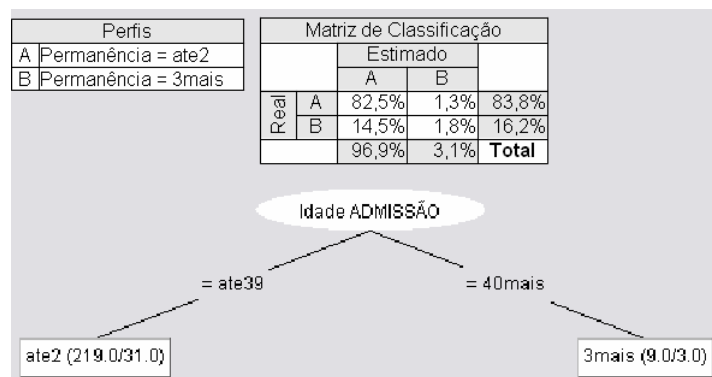 Perfis
A Permanência = ate2
B Permanência = 3mais
Matriz de Classificação
Estimado
A B
Real A 82,5% 1,3% 83,8%
B 14,5% 1,8% 16,2%
96,9% 3,1% Total
Idade ADMISSÃO
= ate39
= 40mais
ate2 (219.0/31.0)
3mais (9.0/3.0)